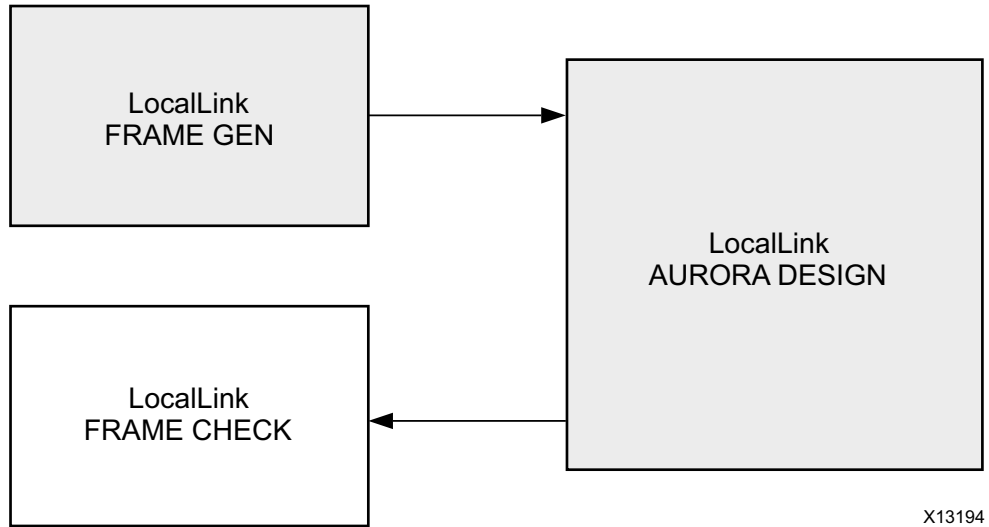 LocalLink
FRAME GEN
LocalLink
AURORA DESIGN
LocalLink
FRAME CHECK
X13194